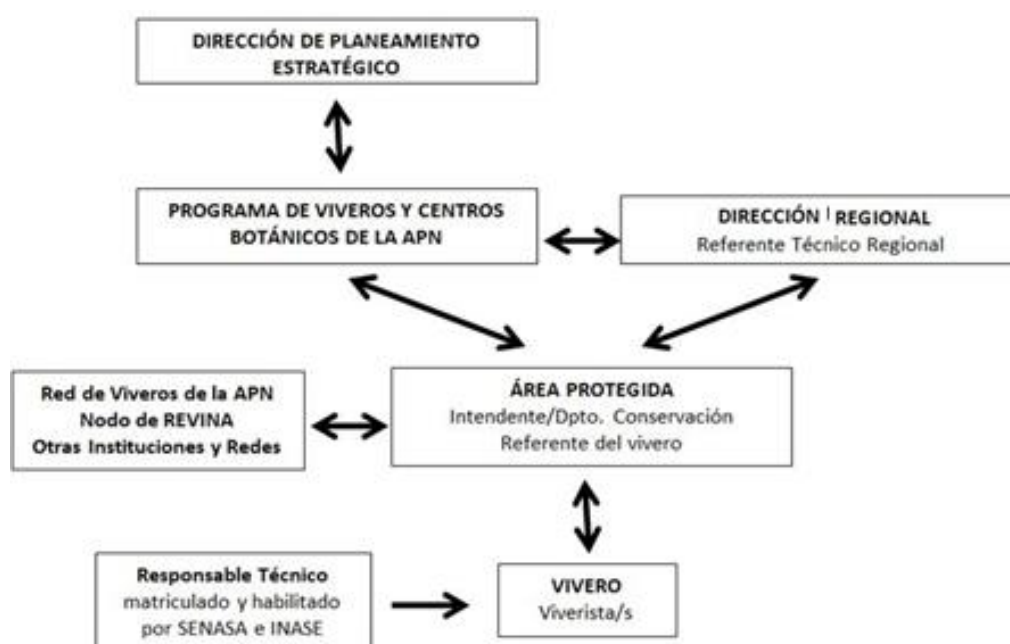 DIRECCIÓN DE PLANEAMIENTO
ESTRATÉGICO
PROGRAMA DE VIVEROS Y CENTROS
BOTÁNICOS DE LA APN
DIRECCIÓN REGIONAL
Referente Técnico Regional
Red de Viveros de la APN
Nodo de REVINA
Otras Instituciones y Redes
ÁREA PROTEGIDA
Intendente/Dpto. Conservación
Referente del vivero
Responsable Técnico
matriculado y habilitado
por SENASA e INASE
VIVERO
Viverista/s